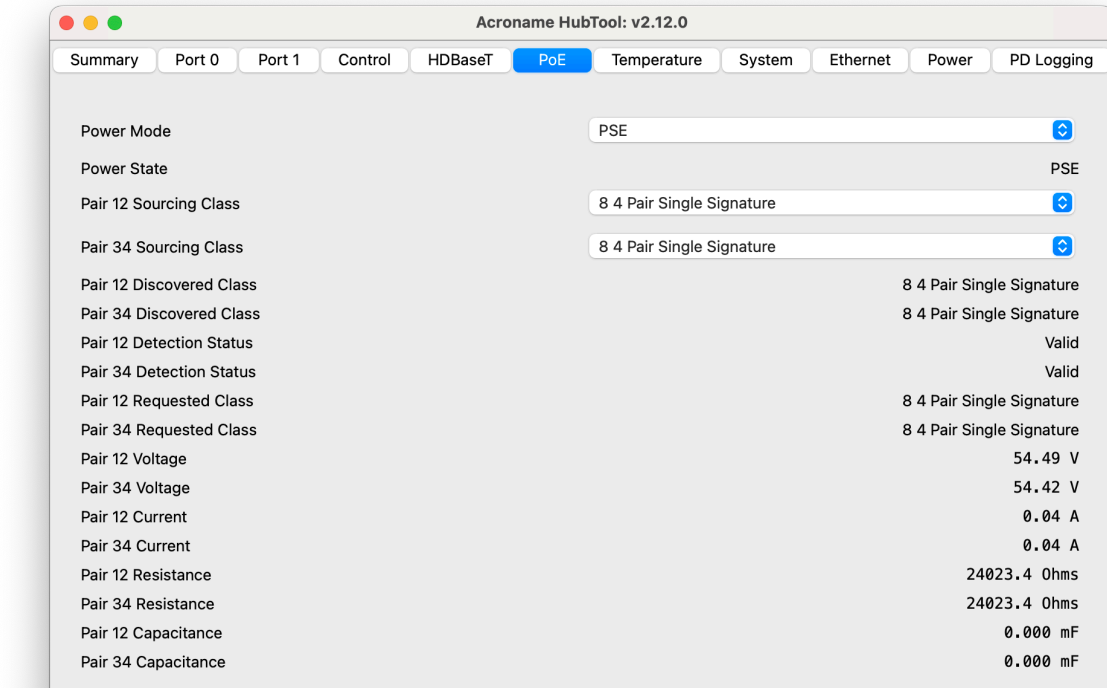 Acroname HubTool: v2.12.0
Summary Port 0 Port 1 Control HDBaseT PoE Temperature System Ethernet Power PD Logging
Power Mode PSE
Power State PSE
Pair 12 Sourcing Class 8 4 Pair Single Signature
Pair 34 Sourcing Class 8 4 Pair Single Signature
Pair 12 Discovered Class 8 4 Pair Single Signature
Pair 34 Discovered Class 8 4 Pair Single Signature
Pair 12 Detection Status Valid
Pair 34 Detection Status Valid
Pair 12 Requested Class 8 4 Pair Single Signature
Pair 34 Requested Class 8 4 Pair Single Signature
Pair 12 Voltage 54.49 V
Pair 34 Voltage 54.42 V
Pair 12 Current 0.04 A
Pair 34 Current 0.04 A
Pair 12 Resistance 24023.4 Ohms
Pair 34 Resistance 24023.4 Ohms
Pair 12 Capacitance 0.000 mF
Pair 34 Capacitance 0.000 mF